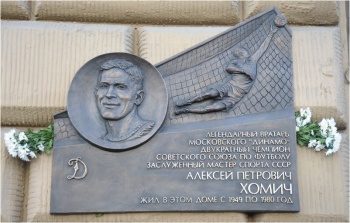 Д
ЛЕГЕНДАРНЫЙ ВРАТАРЬ
МОСКОВСКОГО "ДИНАМО",
ДВУКРАТНЫЙ ЧЕМПИОН
СОВЕТСКОГО СОЮЗА ПО ФУТБОЛУ
ЗАСЛУЖЕННЫЙ МАСТЕР СПОРТА СССР
АЛЕКСЕЙ ПЕТРОВИЧ
ХОМИЧ
ЖИЛ В ЭТОМ ДОМЕ С 1949 ПО 1980 ГОД